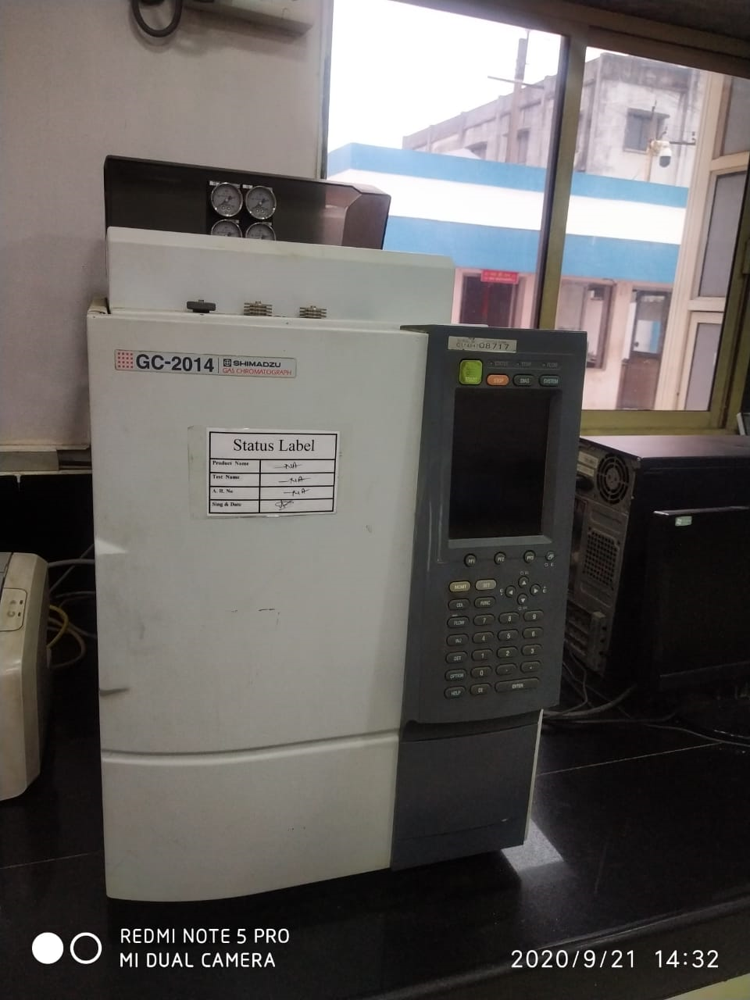 GC-2014 SHIMADZU
GAS CHROMATOGRAPH
08717
STATUS TEMP FLOW
START STOP DIAG SYSTEM
Status Label
Product Name NA
Test Name NA
A. R. No NA
Sing & Date
PF1 PF2 PF3
MONIT SET
COL FUNC
FLOW 7 8 9
INJ 4 5 6
DET 1 2 3
OPTION 0 . -
HELP CE ENTER
REDMI NOTE 5 PRO
MI DUAL CAMERA
2020/9/21 14:32